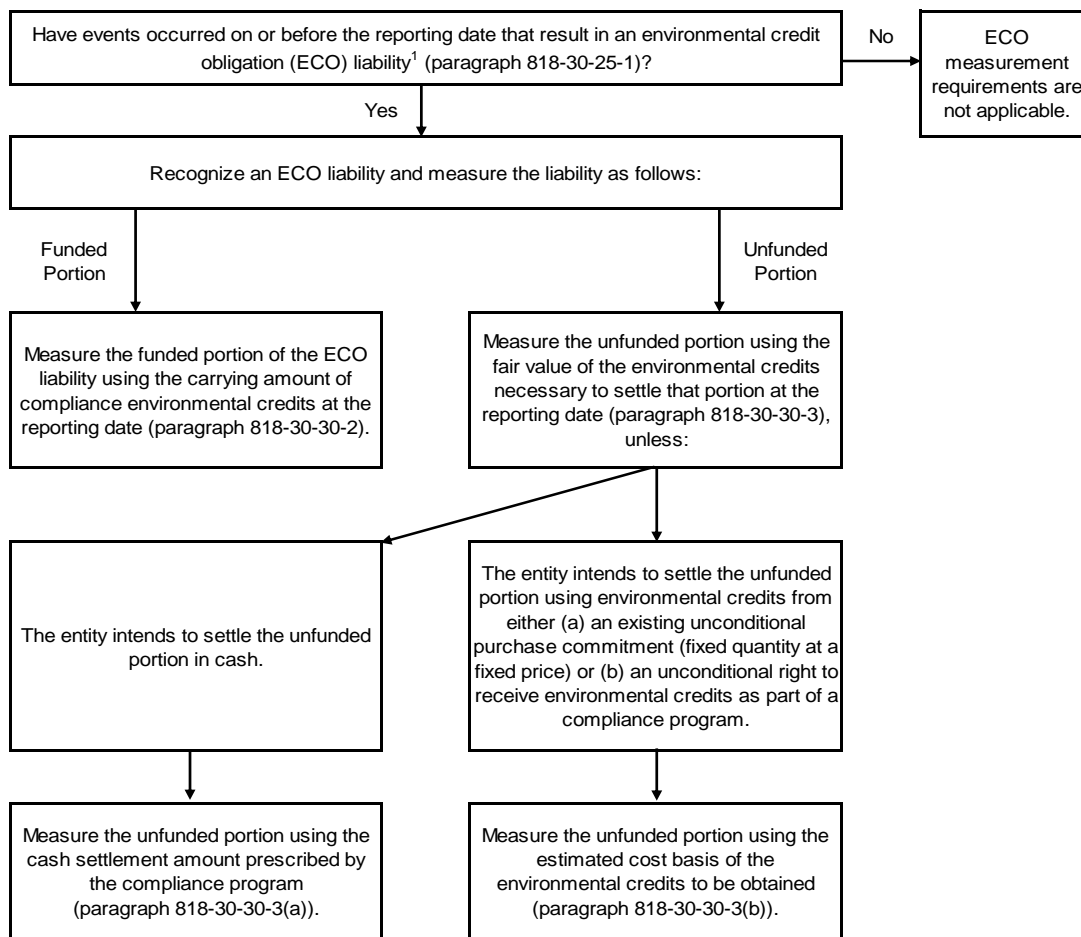 Have events occurred on or before the reporting date that result in an environmental credit
obligation (ECO) liability¹ (paragraph 818-30-25-1)?
No
ECO
measurement
requirements are
not applicable.
Yes
Recognize an ECO liability and measure the liability as follows:
Funded
Portion
Unfunded
Portion
Measure the funded portion of the ECO
liability using the carrying amount of
compliance environmental credits at the
reporting date (paragraph 818-30-30-2).
Measure the unfunded portion using the
fair value of the environmental credits
necessary to settle that portion at the
reporting date (paragraph 818-30-30-3),
unless:
The entity intends to settle the unfunded
portion in cash.
The entity intends to settle the unfunded
portion using environmental credits from
either (a) an existing unconditional
purchase commitment (fixed quantity at a
fixed price) or (b) an unconditional right to
receive environmental credits as part of a
compliance program.
Measure the unfunded portion using the
cash settlement amount prescribed by
the compliance program
(paragraph 818-30-30-3(a)).
Measure the unfunded portion using the
estimated cost basis of the
environmental credits to be obtained
(paragraph 818-30-30-3(b)).